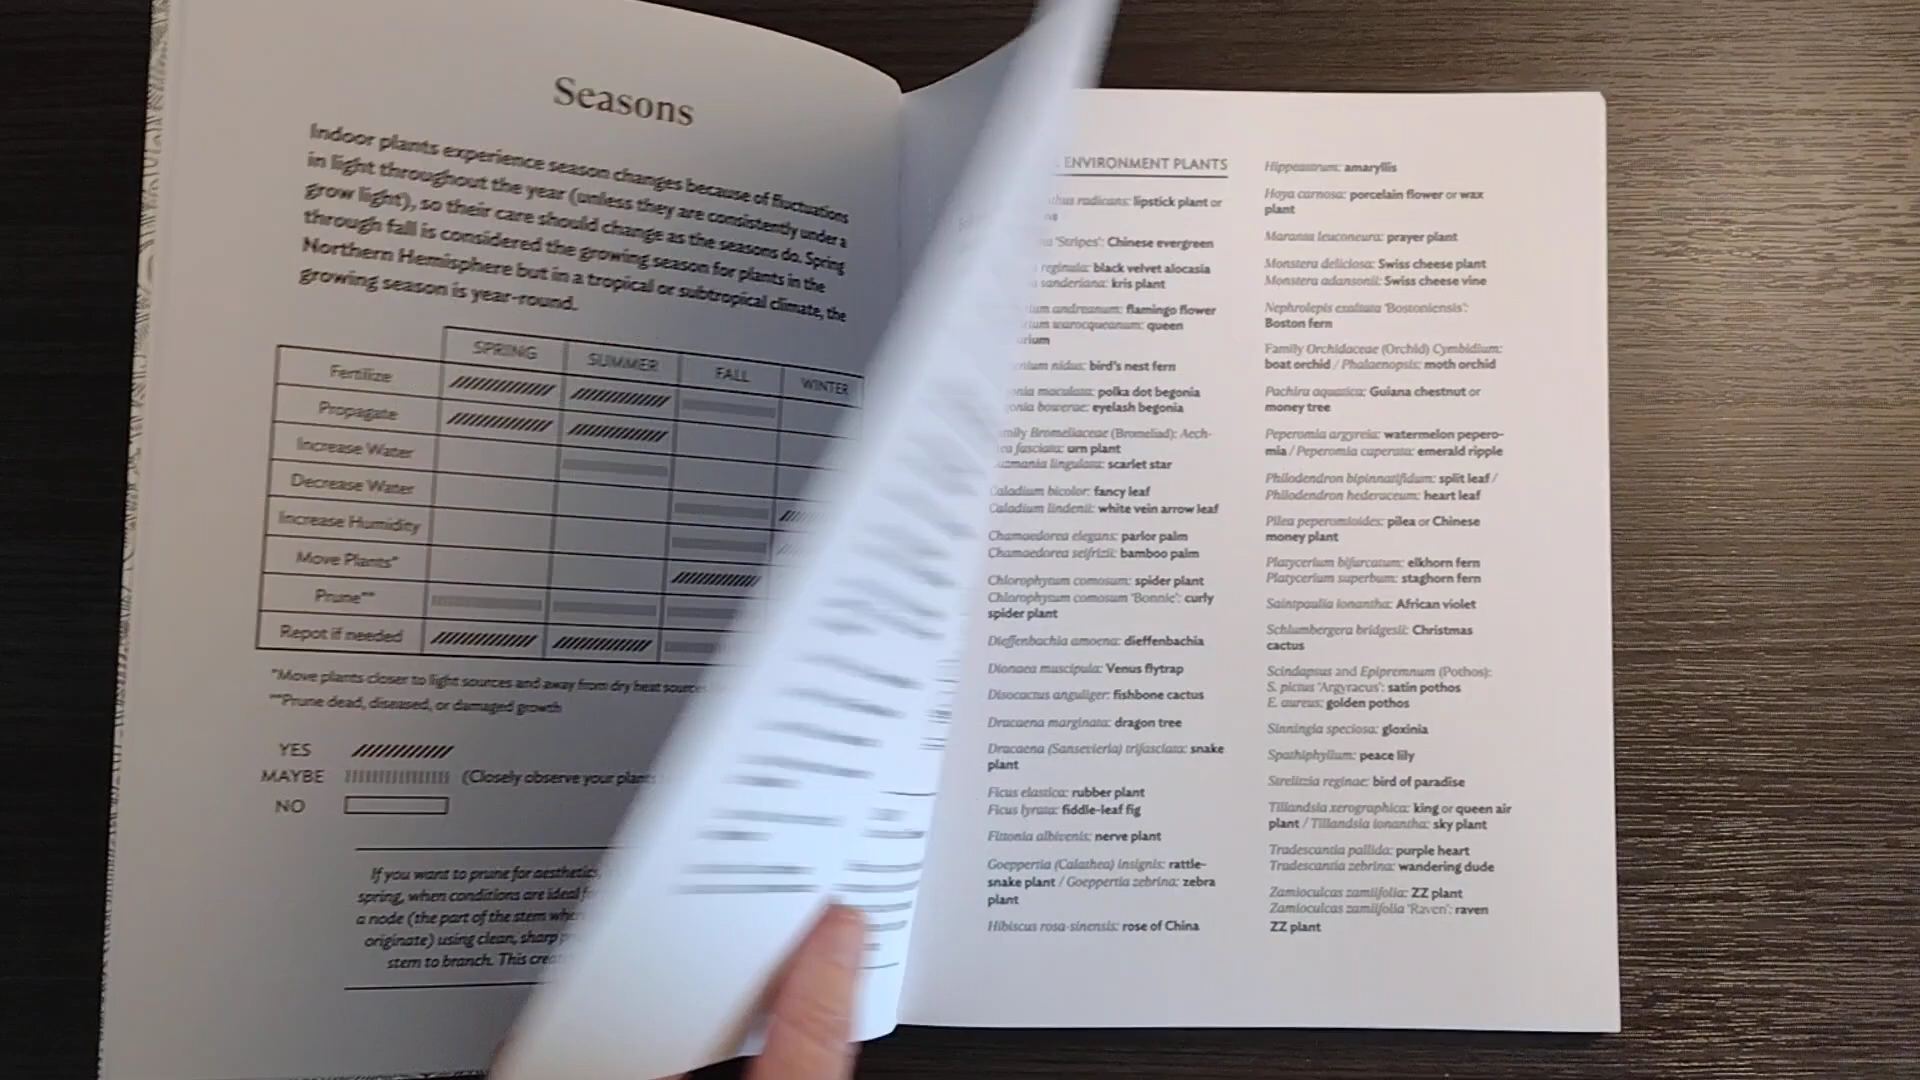 Seasons
Indoor plants experience season changes because of fluctuations
in light throughout the year (unless they are consistently under a
grow light), so their care should change as the seasons do. Spring
through fall is considered the growing season for plants in the
Northern Hemisphere but in a tropical or subtropical climate, the
growing season is year-round.
SPRING SUMMER FALL WINTER
Fertilize
Propagate
Increase Water
Decrease Water
Increase Humidity
Move Plants*
Prune**
Repot if needed
*Move plants closer to light sources and away from dry heat
**Prune dead, diseased, or damaged growth
YES
MAYBE (Closely observe your
NO
If you want to prune for aesthetics,
spring, when conditions are ideal
a node (the part of the stem
originate) using clean, sharp
stem to branch. This
ENVIRONMENT PLANTS
radicans: lipstick plant or
'Stripes': Chinese evergreen
reginula: black velvet alocasia
sanderiana: kris plant
andreanum: flamingo flower
warocqueanum: queen
nidus: bird's nest fern
maculata: polka dot begonia
bowerae: eyelash begonia
Bromeliaceae (Bromeliad): Aech-
fasciata: urn plant
lingulata: scarlet star
Caladium bicolor: fancy leaf
Caladium lindenii: white vein arrow leaf
Chamaedorea elegans: parlor palm
Chamaedorea seifrizii: bamboo palm
Chlorophytum comosum: spider plant
Chlorophytum comosum 'Bonnie': curly
spider plant
Dieffenbachia amoena: dieffenbachia
Dionaea muscipula: Venus flytrap
Disocactus anguliger: fishbone cactus
Dracaena marginata: dragon tree
Dracaena (Sansevieria) trifasciata: snake
plant
Ficus elastica: rubber plant
Ficus lyrata: fiddle-leaf fig
Fittonia albivenis: nerve plant
Goeppertia (Calathea) insignis: rattle-
snake plant / Goeppertia zebrina: zebra
plant
Hibiscus rosa-sinensis: rose of China
Hippeastrum: amaryllis
Hoya carnosa: porcelain flower or wax
plant
Maranta leuconeura: prayer plant
Monstera deliciosa: Swiss cheese plant
Monstera adansonii: Swiss cheese vine
Nephrolepis exaltata 'Bostoniensis':
Boston fern
Family Orchidaceae (Orchid) Cymbidium:
boat orchid / Phalaenopsis: moth orchid
Pachira aquatica: Guiana chestnut or
money tree
Peperomia argyreia: watermelon pepero-
mia / Peperomia caperata: emerald ripple
Philodendron bipinnatifidum: split leaf /
Philodendron hederaceum: heart leaf
Pilea peperomioides: pilea or Chinese
money plant
Platycerium bifurcatum: elkhorn fern
Platycerium superbum: staghorn fern
Saintpaulia ionantha: African violet
Schlumbergera bridgesii: Christmas
cactus
Scindapsus and Epipremnum (Pothos):
S. pictus 'Argyraeus': satin pothos
E. aureus: golden pothos
Sinningia speciosa: gloxinia
Spathiphyllum: peace lily
Strelitzia reginae: bird of paradise
Tillandsia xerographica: king or queen air
plant / Tillandsia ionantha: sky plant
Tradescantia pallida: purple heart
Tradescantia zebrina: wandering dude
Zamioculcas zamiifolia: ZZ plant
Zamioculcas zamiifolia 'Raven': raven
ZZ plant